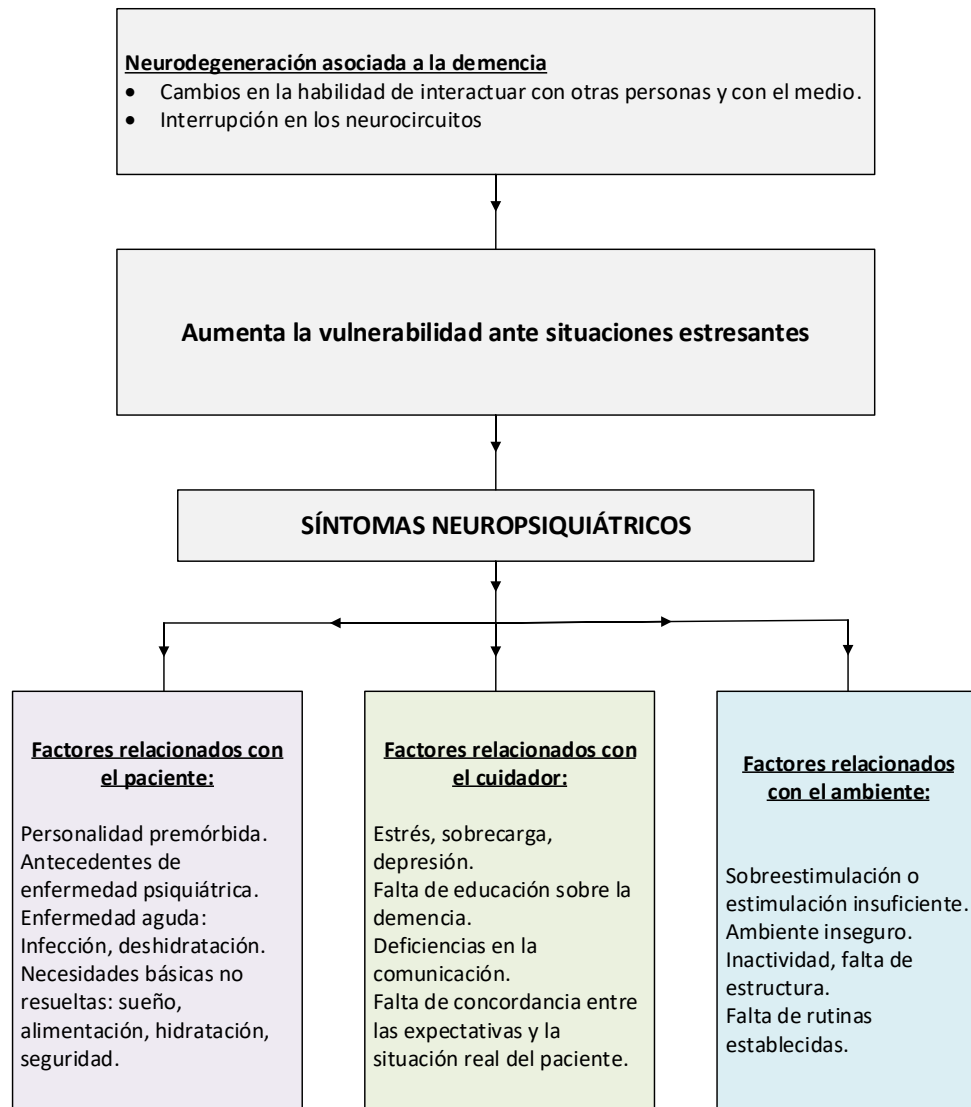 Neurodegeneración asociada a la demencia
• Cambios en la habilidad de interactuar con otras personas y con el medio.
• Interrupción en los neurocircuitos
Aumenta la vulnerabilidad ante situaciones estresantes
SÍNTOMAS NEUROPSIQUIÁTRICOS
Factores relacionados con
el paciente:
Personalidad premórbida.
Antecedentes de
enfermedad psiquiátrica.
Enfermedad aguda:
Infección, deshidratación.
Necesidades básicas no
resueltas: sueño,
alimentación, hidratación,
seguridad.
Factores relacionados con
el cuidador:
Estrés, sobrecarga,
depresión.
Falta de educación sobre la
demencia.
Deficiencias en la
comunicación.
Falta de concordancia entre
las expectativas y la
situación real del paciente.
Factores relacionados
con el ambiente:
Sobreestimulación o
estimulación insuficiente.
Ambiente inseguro.
Inactividad, falta de
estructura.
Falta de rutinas
establecidas.